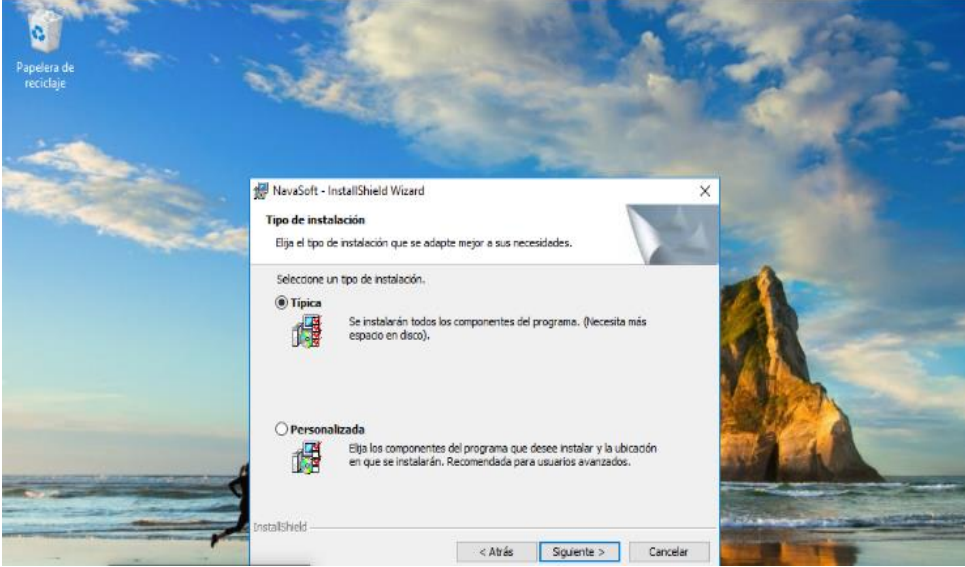 Papelera de
reciclaje
NavaSoft - InstallShield Wizard
Tipo de instalación
Elija el tipo de instalación que se adapte mejor a sus necesidades.
Seleccione un tipo de instalación.
Típica
Se instalarán todos los componentes del programa. (Necesita más
espacio en disco).
Personalizada
Elija los componentes del programa que desee instalar y la ubicación
en que se instalarán. Recomendada para usuarios avanzados.
InstallShield
< Atrás
Siguiente >
Cancelar